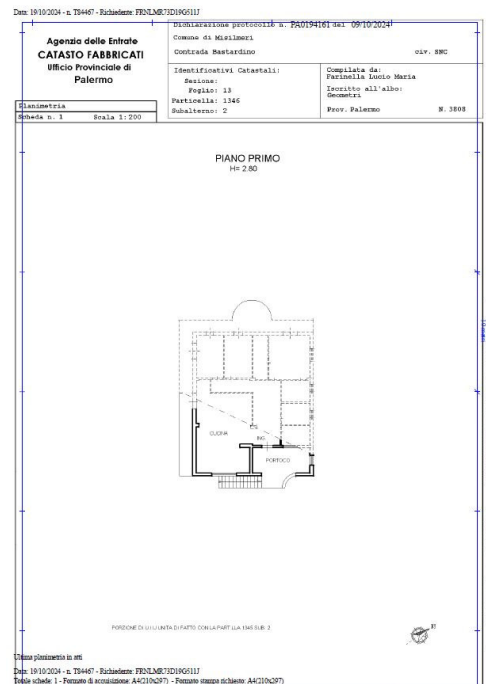 Data: 19/10/2024 - n. T84467 - Richiedente: FRNLMR73D19G511J
Agenzia delle Entrate
CATASTO FABBRICATI
Ufficio Provinciale di
Palermo
Dichiarazione protocollo n. PA0194161 del 09/10/2024
Comune di Misilmeri
Contrada Bastardino civ. SNC
Identificativi Catastali:
Sezione:
Foglio: 13
Particella: 1346
Subalterno: 2
Compilata da:
Farinella Lucio Maria
Iscritto all'albo:
Geometri
Prov. Palermo N. 3808
Planimetria
Scheda n. 1 Scala 1:200
PIANO PRIMO
H= 2.80
CUCINA
ING.
PORTICO
PORZIONE DI U.I.U UNITA DI FATTO CON LA PART.LLA 1346 SUB. 2
Ultima planimetria in atti
Data: 19/10/2024 - n. T84467 - Richiedente: FRNLMR73D19G511J
Totale schede: 1 - Formato di acquisizione: A4(210x297) - Formato stampa richiesto: A4(210x297)